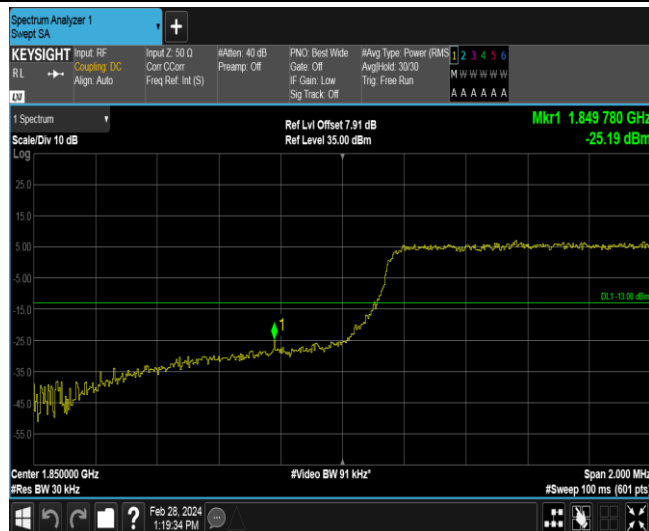 Spectrum Analyzer 1
Swept SA
KEYSIGHT
RL
LXI
Input: RF
Coupling: DC
Align: Auto
Input Z: 50 Ω
Corr CCorr
Freq Ref: Int (S)
#Atten: 40 dB
Preamp: Off
PNO: Best Wide
Gate: Off
IF Gain: Low
Sig Track: Off
#Avg Type: Power (RMS
Avg|Hold: 30/30
Trig: Free Run
1 2 3 4 5 6
M W W W W W
A A A A A A
1 Spectrum
Scale/Div 10 dB
Log
Ref Lvl Offset 7.91 dB
Ref Level 35.00 dBm
Mkr1 1.849 780 GHz
-25.19 dBm
25.0
15.0
5.00
-5.00
DL1 -13.00 dBm
-15.0
1
-25.0
-35.0
-45.0
-55.0
Center 1.850000 GHz
#Res BW 30 kHz
#Video BW 91 kHz*
Span 2.000 MHz
#Sweep 100 ms (601 pts)
?
Feb 28, 2024
1:19:34 PM